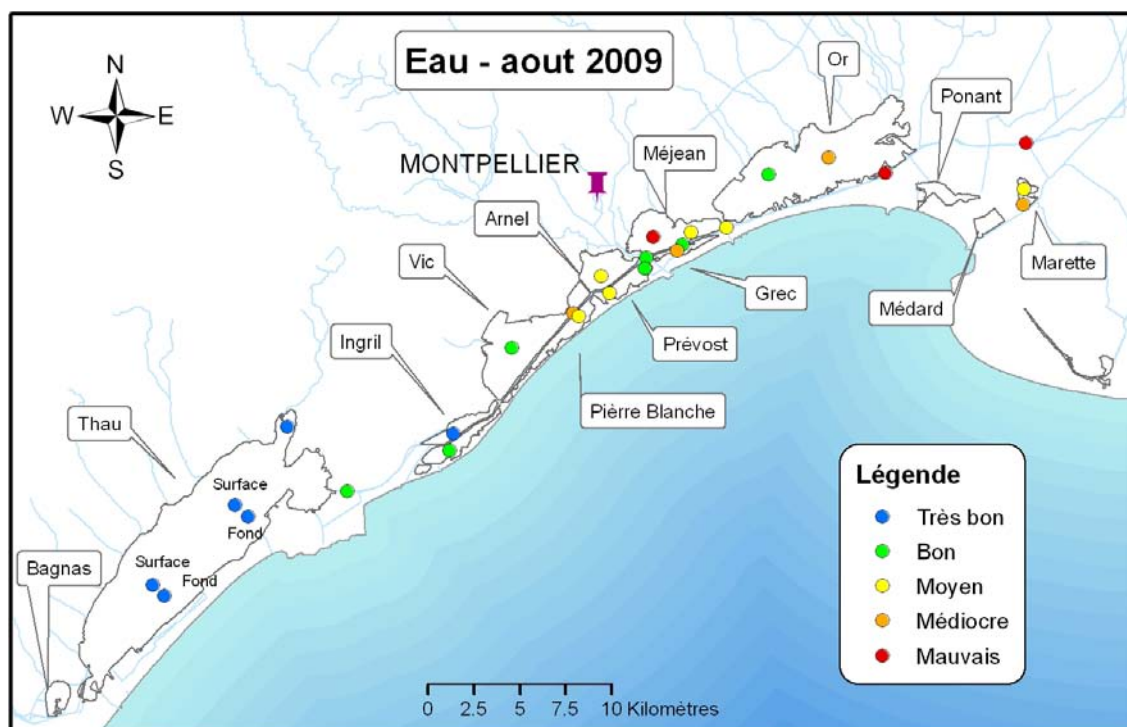 Eau - aout 2009
N
W
E
S
MONTPELLIER
Or
Ponant
Méjean
Arnel
Vic
Ingril
Thau
Bagnas
Grec
Marette
Médard
Prévost
Pièrre Blanche
Surface
Fond
Surface
Fond
Légende
Très bon
Bon
Moyen
Médiocre
Mauvais
0 2.5 5 7.5 10 Kilomètres